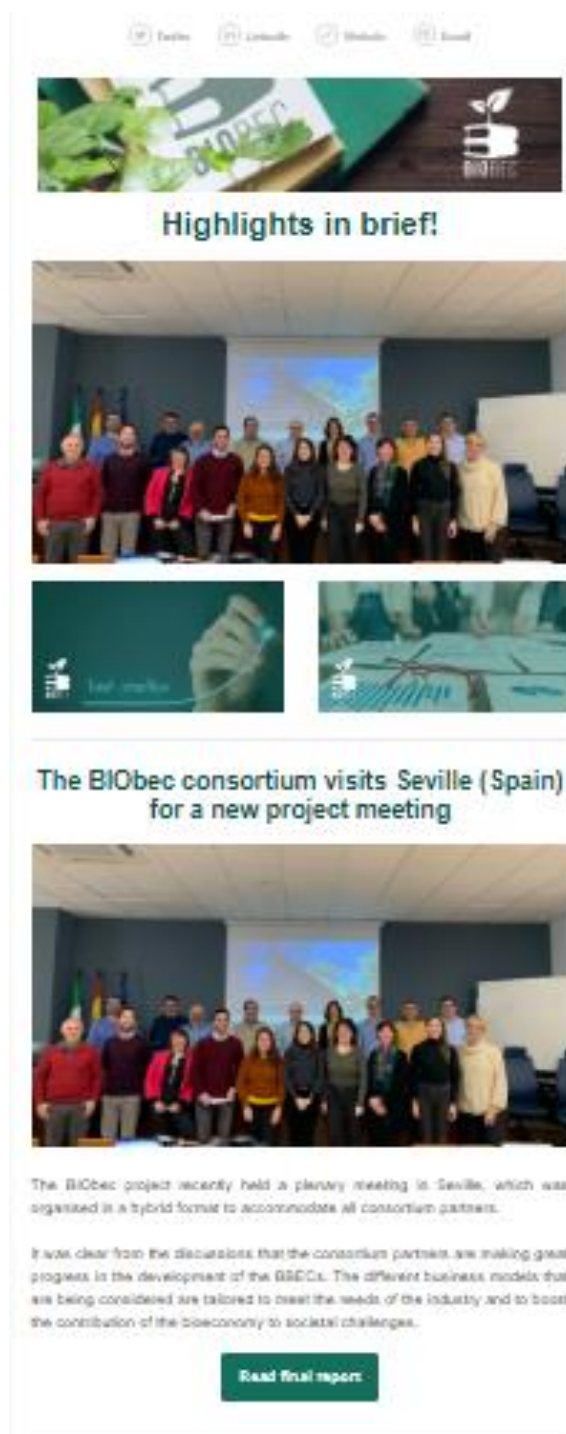 Twitter
LinkedIn
Website
Email
BIOBEC
BIOBEC
Highlights in brief!
The BIObec consortium visits Seville (Spain)
for a new project meeting
The BIObec project recently held a plenary meeting in Seville, which was
organised in a hybrid format to accommodate all consortium partners.
It was clear from the discussions that the consortium partners are making great
progress in the development of the BBECs. The different business models that
are being considered are tailored to meet the needs of the industry and to boost
the contribution of the bioeconomy to societal challenges.
Read final report